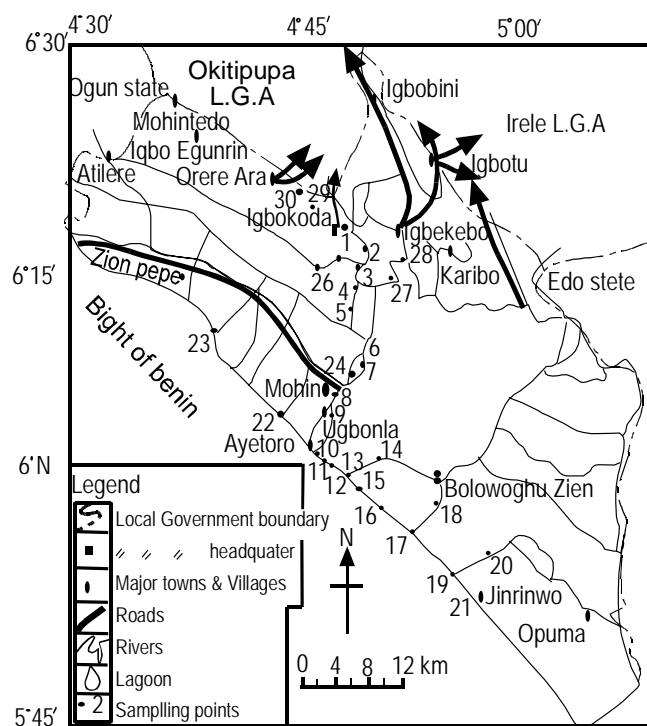 4°30
4°45
5°00
6°30
Okitipupa
L.G.A
Igbobini
Ogun state
Mohintedo
Irele L.G.A
Iqbo Egunrin
Igbotu
Atilere
Orere Ara
30
29
Igbokoda
1
Igbekebo
2
28
Karibo
Edo stete
6°15
Zion pepe
26
3
27
4
5
Bight of benin
23
6
24
7
Mohin
8
22
9
Ugbonla
Ayetoro
10
14
6°N
11
13
12
15
Bolowoghu Zien
16
18
17
N
20
19
21
Jinrinwo
Opuma
Legend
Local Government boundary
〃 〃 〃 headquater
Major towns & Villages
Roads
Rivers
Lagoon
2 Samplling points
0 4 8 12 km
5°45